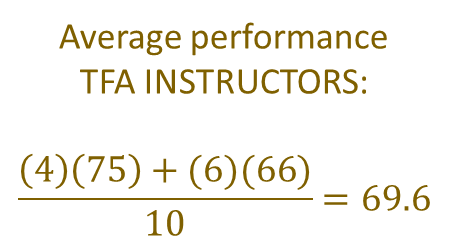 Average performance
TFA INSTRUCTORS:
(4)(75) + (6)(66)
10
= 69.6